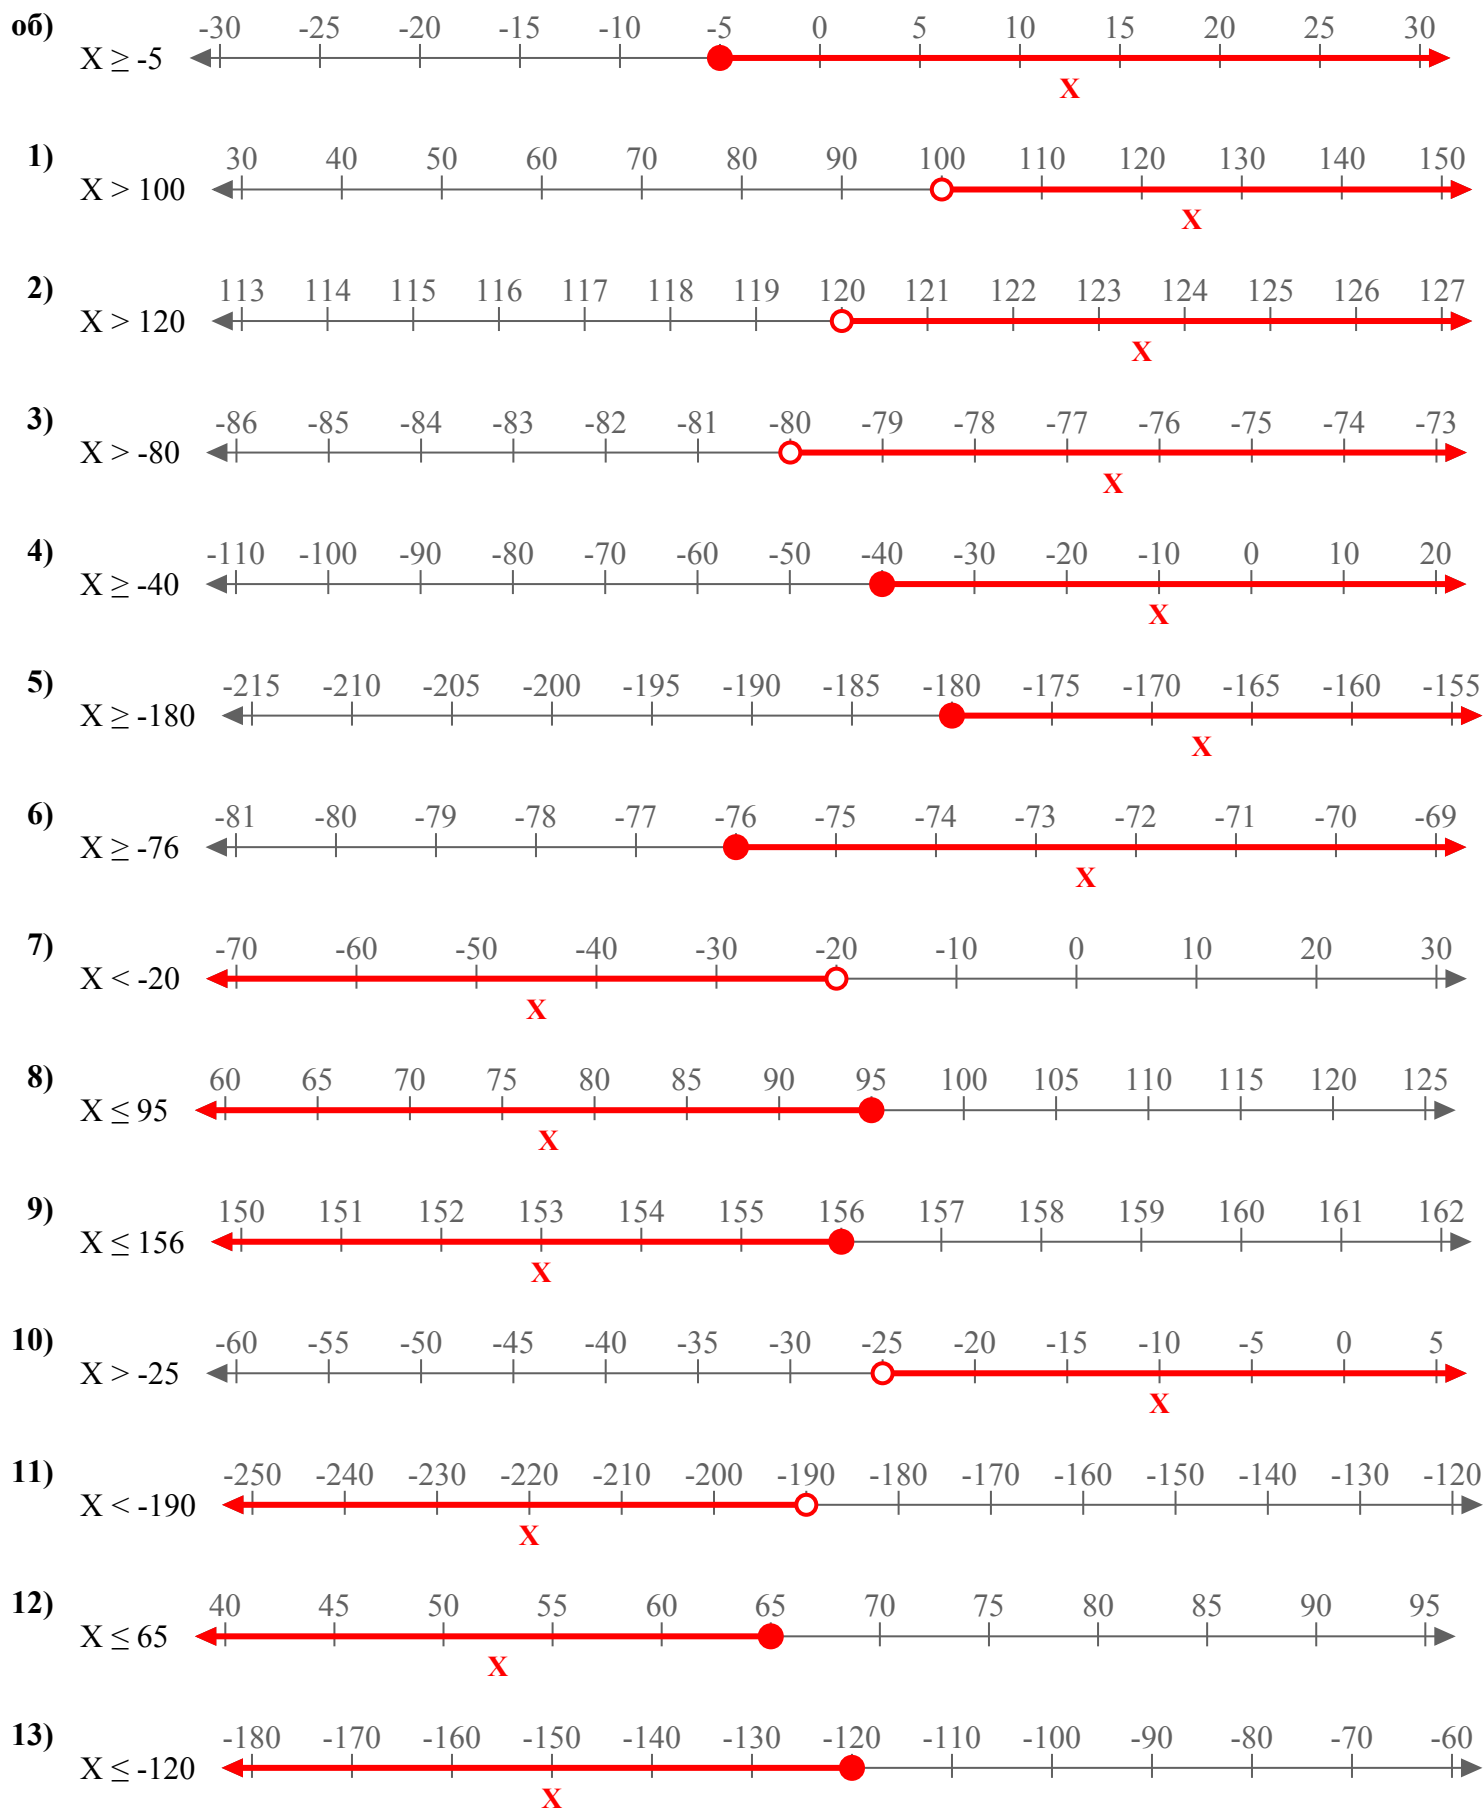 об) -30 -25 -20 -15 -10 -5 0 5 10 15 20 25 30
X ≥ -5
X
1) 30 40 50 60 70 80 90 100 110 120 130 140 150
X > 100
X
2) 113 114 115 116 117 118 119 120 121 122 123 124 125 126 127
X > 120
X
3) -86 -85 -84 -83 -82 -81 -80 -79 -78 -77 -76 -75 -74 -73
X > -80
X
4) -110 -100 -90 -80 -70 -60 -50 -40 -30 -20 -10 0 10 20
X ≥ -40
X
5) -215 -210 -205 -200 -195 -190 -185 -180 -175 -170 -165 -160 -155
X ≥ -180
X
6) -81 -80 -79 -78 -77 -76 -75 -74 -73 -72 -71 -70 -69
X ≥ -76
X
7) -70 -60 -50 -40 -30 -20 -10 0 10 20 30
X < -20
X
8) 60 65 70 75 80 85 90 95 100 105 110 115 120 125
X ≤ 95
X
9) 150 151 152 153 154 155 156 157 158 159 160 161 162
X ≤ 156
X
10) -60 -55 -50 -45 -40 -35 -30 -25 -20 -15 -10 -5 0 5
X > -25
X
11) -250 -240 -230 -220 -210 -200 -190 -180 -170 -160 -150 -140 -130 -120
X < -190
X
12) 40 45 50 55 60 65 70 75 80 85 90 95
X ≤ 65
X
13) -180 -170 -160 -150 -140 -130 -120 -110 -100 -90 -80 -70 -60
X ≤ -120
X